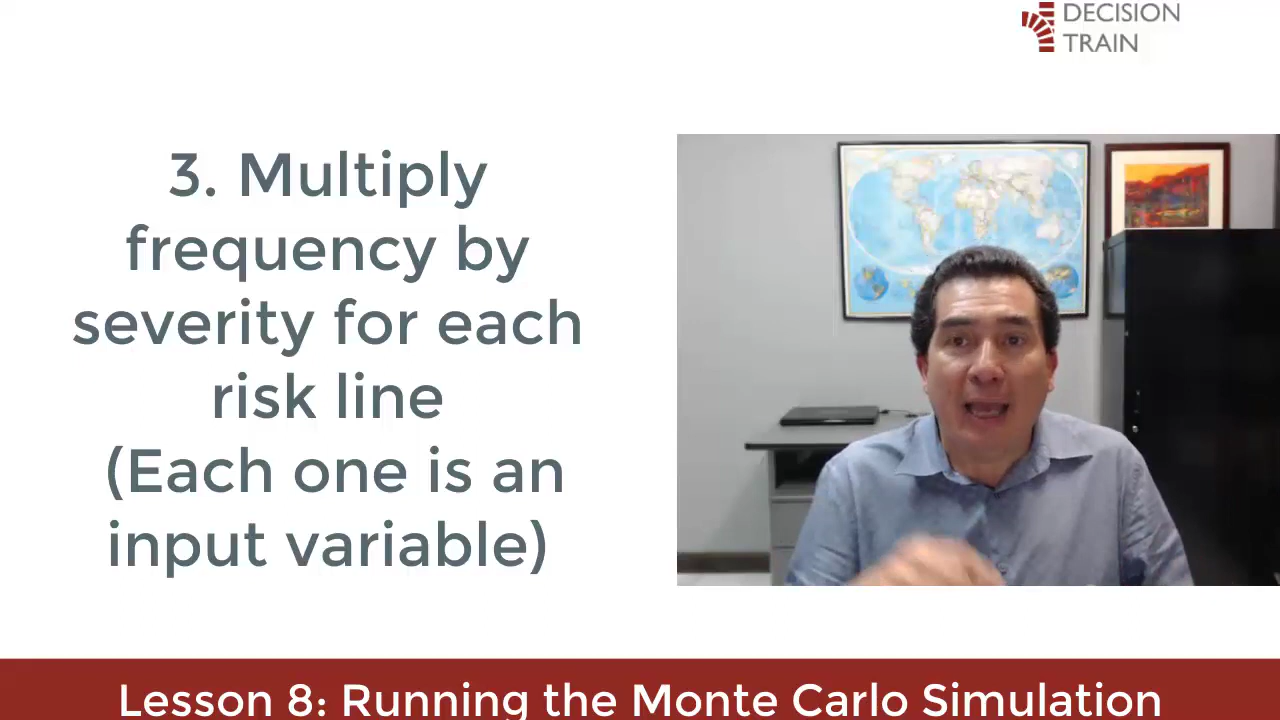 DECISION
TRAIN
3. Multiply
frequency by
severity for each
risk line
(Each one is an
input variable)
Lesson 8: Running the Monte Carlo Simulation